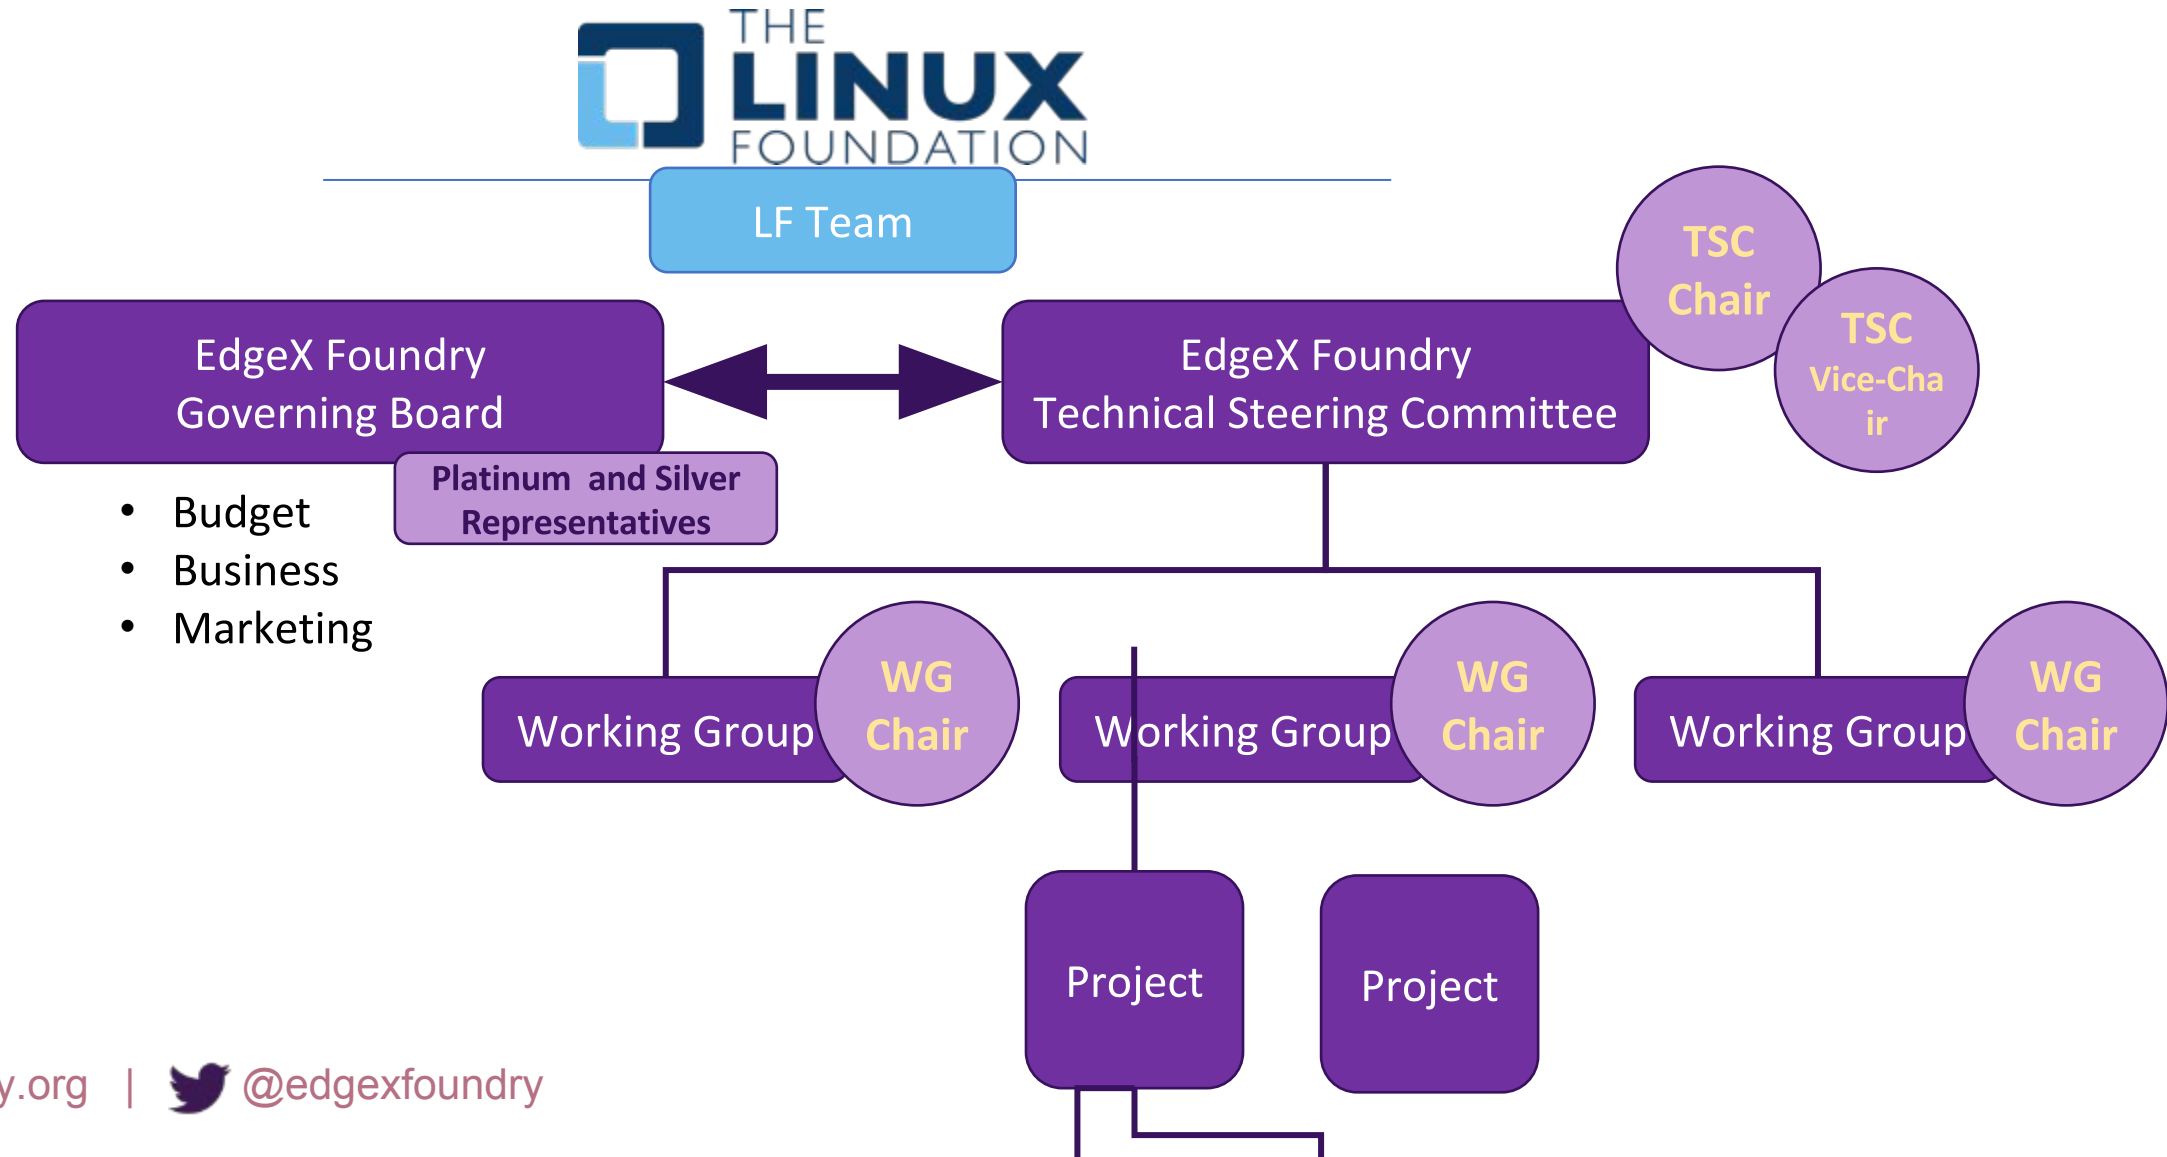 THE
LINUX
FOUNDATION
LF Team
TSC
Chair
TSC
Vice-Cha
ir
EdgeX Foundry
Governing Board
EdgeX Foundry
Technical Steering Committee
Platinum and Silver
Representatives
• Budget
• Business
• Marketing
Working Group
WG
Chair
Working Group
WG
Chair
Working Group
WG
Chair
Project
Project
y.org | @edgexfoundry